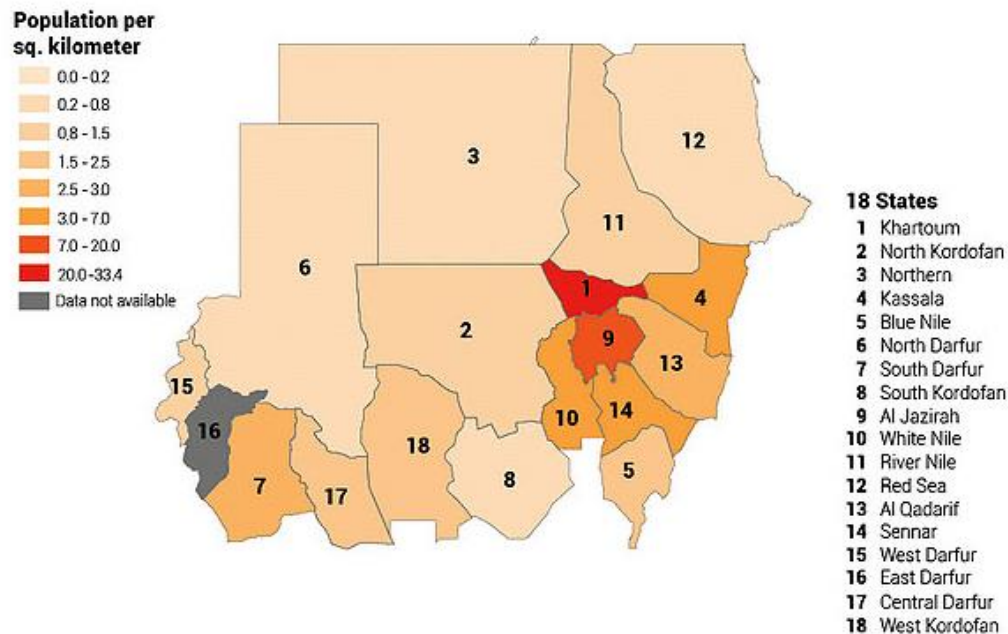 Population per
sq. kilometer
0.0 - 0.2
0.2 - 0.8
0.8 - 1.5
1.5 - 2.5
2.5 - 3.0
3.0 - 7.0
7.0 - 20.0
20.0-33.4
Data not available
3
12
11
6
1
4
2
9
13
15
10
14
16
18
7
17
8
5
18 States
1 Khartoum
2 North Kordofan
3 Northern
4 Kassala
5 Blue Nile
6 North Darfur
7 South Darfur
8 South Kordofan
9 Al Jazirah
10 White Nile
11 River Nile
12 Red Sea
13 Al Qadarif
14 Sennar
15 West Darfur
16 East Darfur
17 Central Darfur
18 West Kordofan